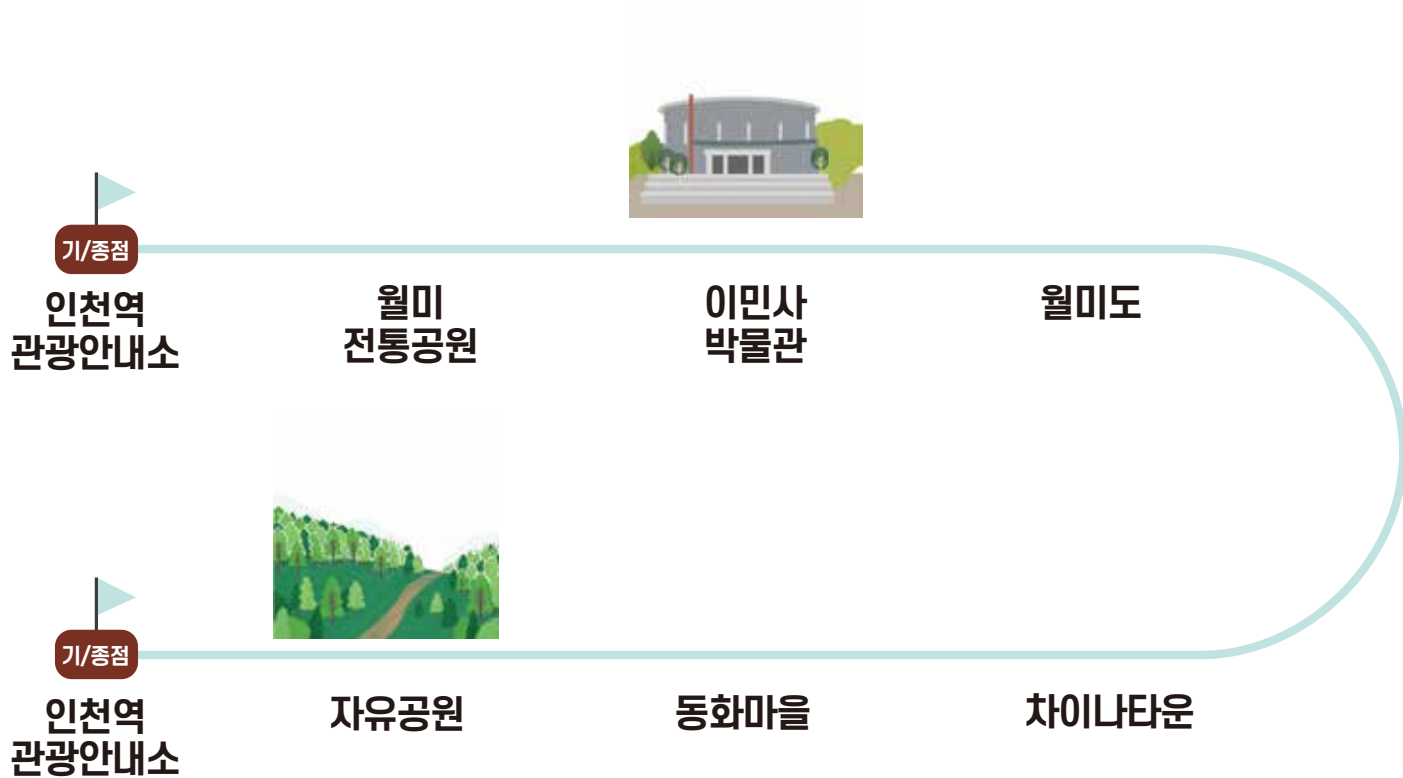 기/종점
인천역
관광안내소
월미
전통공원
이민사
박물관
월미도
기/종점
인천역
관광안내소
자유공원
동화마을
차이나타운